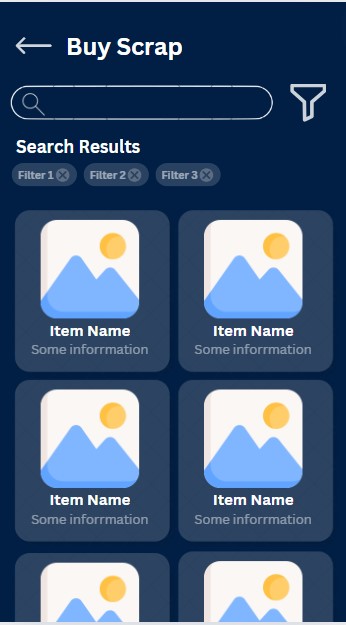 Buy Scrap
Search Results
Filter 1 Filter 2 Filter 3
Item Name Item Name
Some inforrmation Some inforrmation
Item Name Item Name
Some inforrmation Some inforrmation